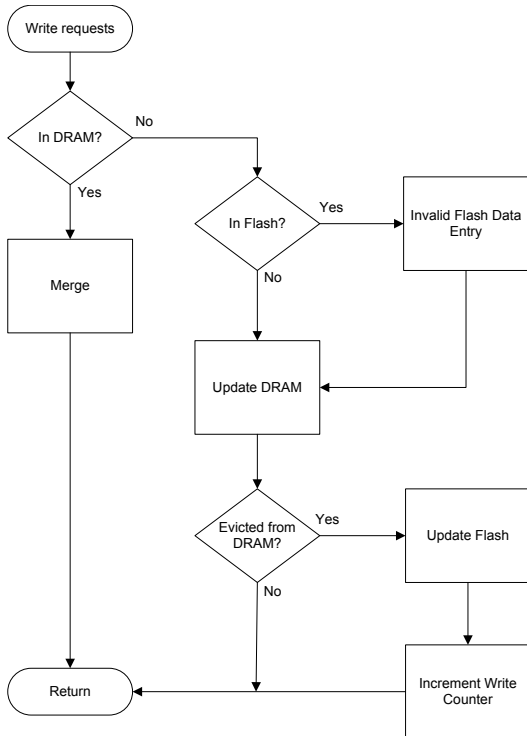 Write requests
In DRAM?
No
Yes
In Flash?
Yes
Invalid Flash Data
Entry
No
Merge
Update DRAM
Evicted from
DRAM?
Yes
Update Flash
No
Return
Increment Write
Counter